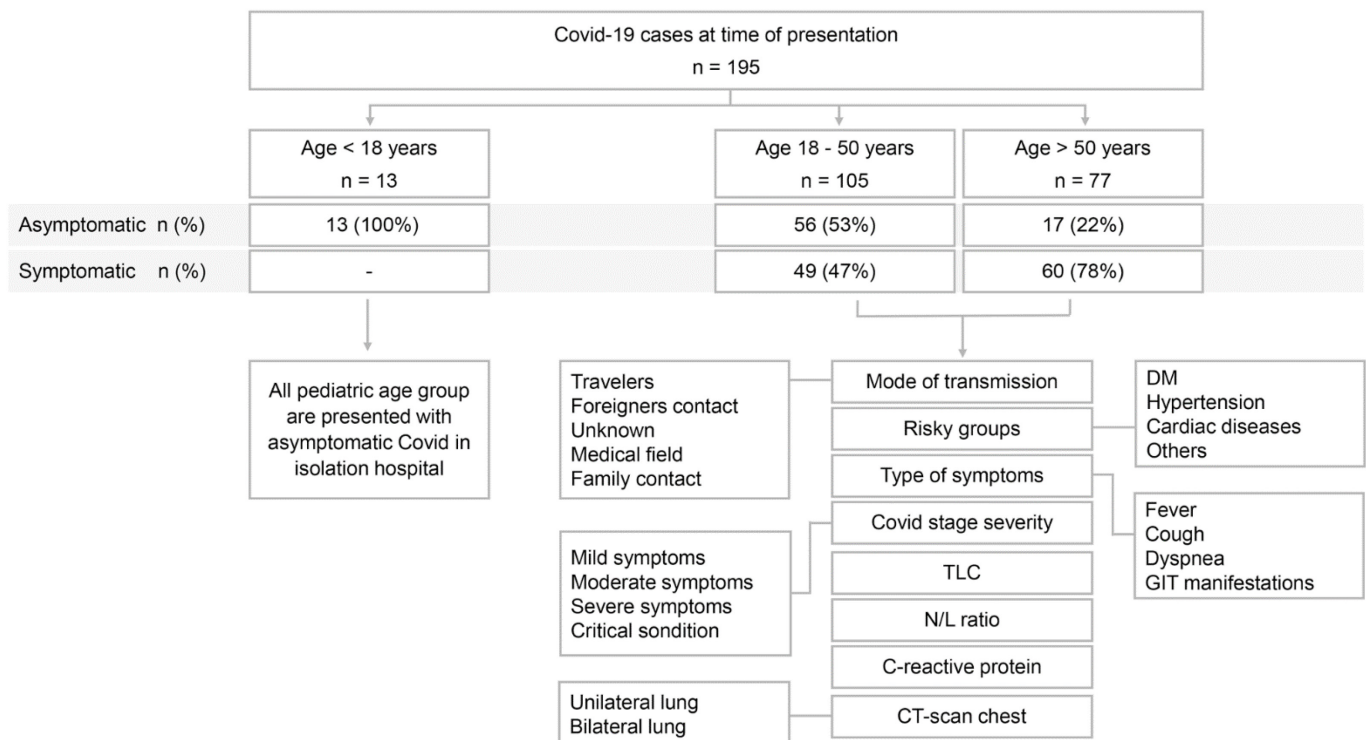 Covid-19 cases at time of presentation
n = 195
Age < 18 years
n = 13
Age 18 - 50 years
n = 105
Age > 50 years
n = 77
Asymptomatic n (%)
13 (100%)
56 (53%)
17 (22%)
Symptomatic n (%)
-
49 (47%)
60 (78%)
All pediatric age group
are presented with
asymptomatic Covid in
isolation hospital
Travelers
Foreigners contact
Unknown
Medical field
Family contact
Mode of transmission
Risky groups
Type of symptoms
Covid stage severity
TLC
N/L ratio
C-reactive protein
CT-scan chest
DM
Hypertension
Cardiac diseases
Others
Fever
Cough
Dyspnea
GIT manifestations
Mild symptoms
Moderate symptoms
Severe symptoms
Critical sondition
Unilateral lung
Bilateral lung